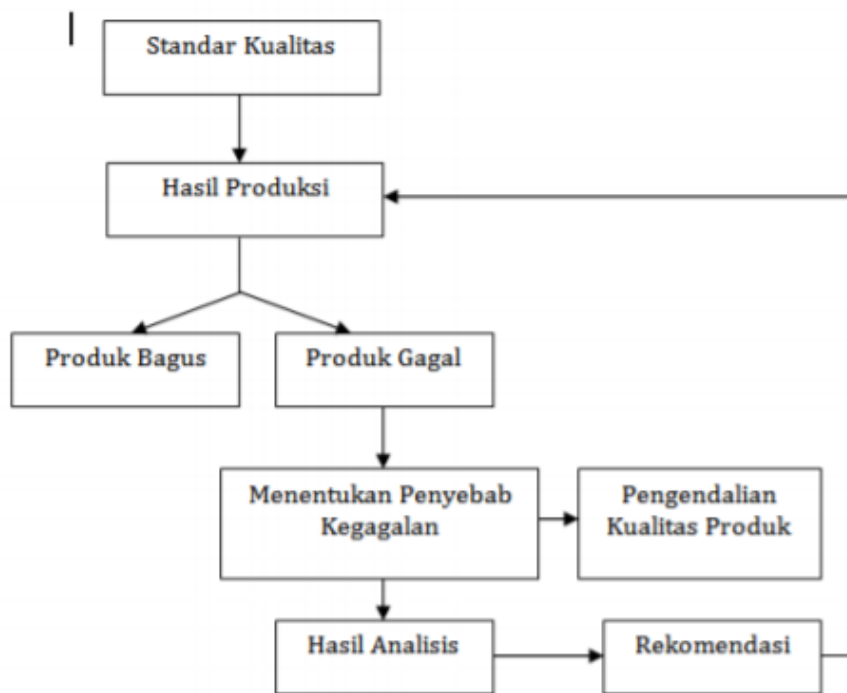 Standar Kualitas
Hasil Produksi
Produk Bagus
Produk Gagal
Menentukan Penyebab
Kegagalan
Pengendalian
Kualitas Produk
Hasil Analisis
Rekomendasi